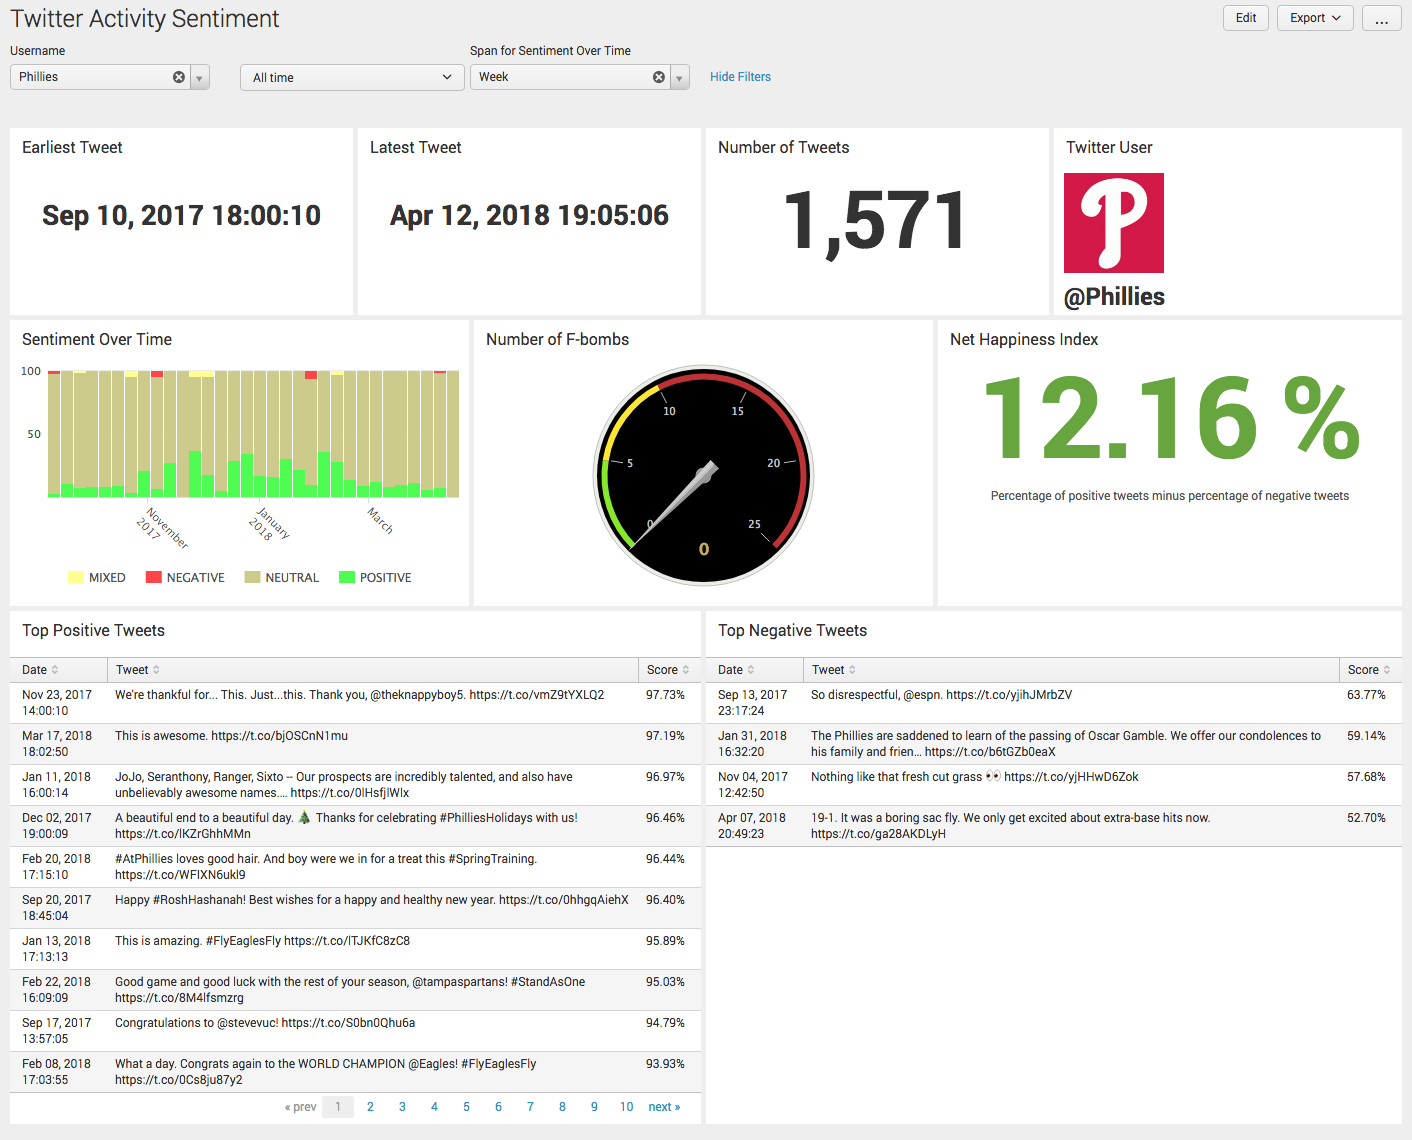 Twitter Activity Sentiment
Edit
Export
...
Username
Span for Sentiment Over Time
Phillies
All time
Week
Hide Filters
Earliest Tweet
Latest Tweet
Number of Tweets
Twitter User
Sep 10, 2017 18:00:10
Apr 12, 2018 19:05:06
1,571
P
@Phillies
Sentiment Over Time
100
50
November
2017
January
2018
March
MIXED
NEGATIVE
NEUTRAL
POSITIVE
Number of F-bombs
0
5
10
15
20
25
0
Net Happiness Index
12.16 %
Percentage of positive tweets minus percentage of negative tweets
Top Positive Tweets
Date Tweet Score
Nov 23, 2017 We're thankful for... This. Just...this. Thank you, @theknappyboy5. https://t.co/vmZ9tYXLQ2 97.73%
14:00:10
Mar 17, 2018 This is awesome. https://t.co/bjOSCnN1mu 97.19%
18:02:50
Jan 11, 2018 JoJo, Seranthony, Ranger, Sixto -- Our prospects are incredibly talented, and also have 96.97%
16:00:14 unbelievably awesome names.... https://t.co/0lHsfjlWlx
Dec 02, 2017 A beautiful end to a beautiful day. 🎄 Thanks for celebrating #PhilliesHolidays with us! 96.46%
19:00:09 https://t.co/lKZrGhhMMn
Feb 20, 2018 #AtPhillies loves good hair. And boy were we in for a treat this #SpringTraining. 96.44%
17:15:10 https://t.co/WFIXN6ukl9
Sep 20, 2017 Happy #RoshHashanah! Best wishes for a happy and healthy new year. https://t.co/0hhgqAiehX 96.40%
18:45:04
Jan 13, 2018 This is amazing. #FlyEaglesFly https://t.co/lTJKfC8zC8 95.89%
17:13:13
Feb 22, 2018 Good game and good luck with the rest of your season, @tampaspartans! #StandAsOne 95.03%
16:09:09 https://t.co/8M4lfsmzrg
Sep 17, 2017 Congratulations to @stevevuc! https://t.co/S0bn0Qhu6a 94.79%
13:57:05
Feb 08, 2018 What a day. Congrats again to the WORLD CHAMPION @Eagles! #FlyEaglesFly 93.93%
17:03:55 https://t.co/0Cs8ju87y2
« prev 1 2 3 4 5 6 7 8 9 10 next »
Top Negative Tweets
Date Tweet Score
Sep 13, 2017 So disrespectful, @espn. https://t.co/yjihJMrbZV 63.77%
23:17:24
Jan 31, 2018 The Phillies are saddened to learn of the passing of Oscar Gamble. We offer our condolences to 59.14%
16:32:20 his family and frien... https://t.co/b6tGZb0eaX
Nov 04, 2017 Nothing like that fresh cut grass 👀 https://t.co/yjHHwD6Zok 57.68%
12:42:50
Apr 07, 2018 19-1. It was a boring sac fly. We only get excited about extra-base hits now. 52.70%
20:49:23 https://t.co/ga28AKDLyH